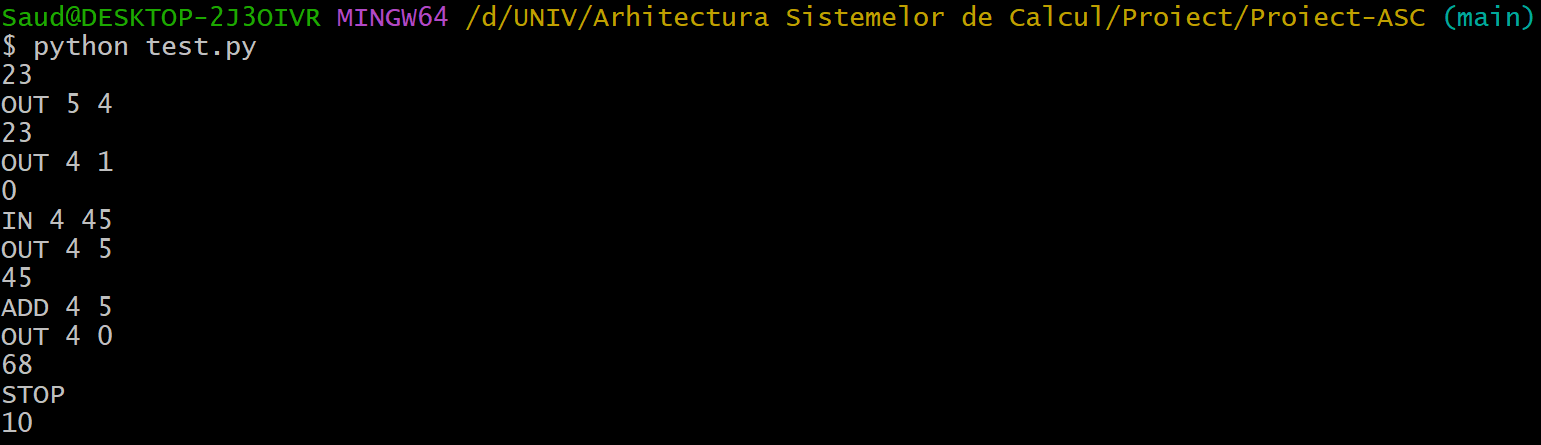 Saud@DESKTOP-2J3OIVR MINGW64 /d/UNIV/Arhitectura Sistemelor de Calcul/Proiect/Proiect-ASC (main)
$ python test.py
23
OUT 5 4
23
OUT 4 1
0
IN 4 45
OUT 4 5
45
ADD 4 5
OUT 4 0
68
STOP
10